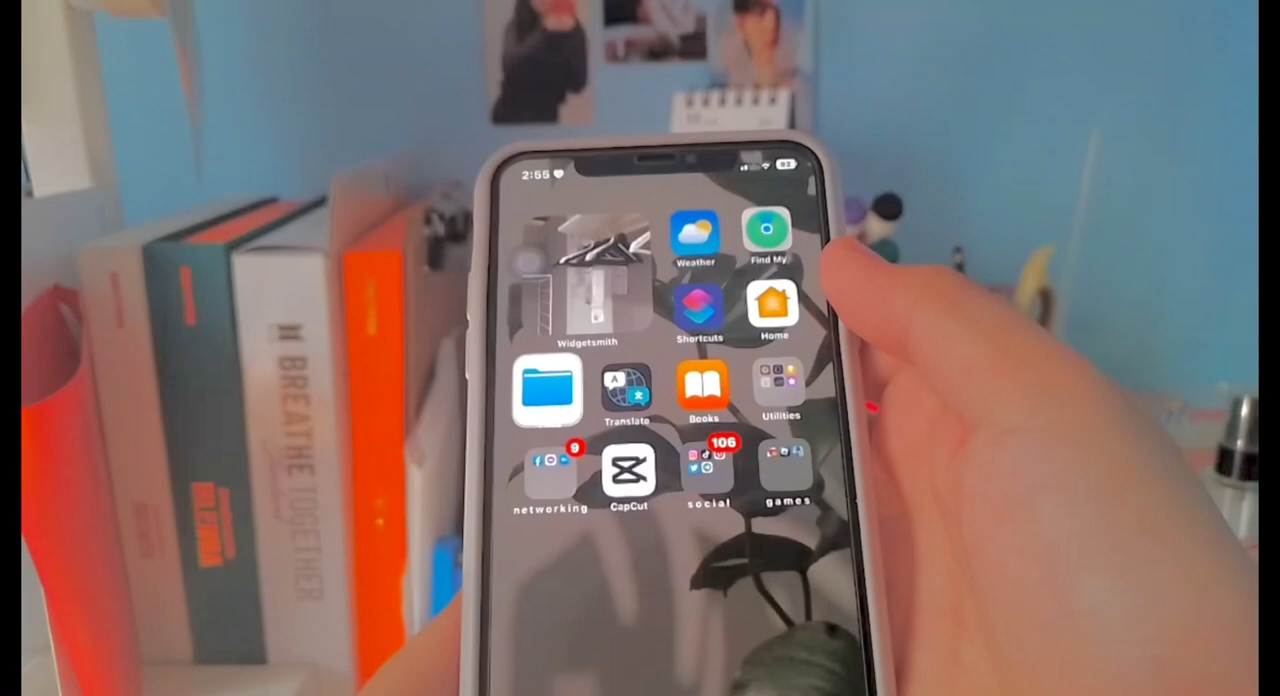 2:55
Weather
Find My
Widgetsmith
Shortcuts
Home
Translate
Books
Utilities
9
106
networking
CapCut
social
games
BREATHE TOGETHER